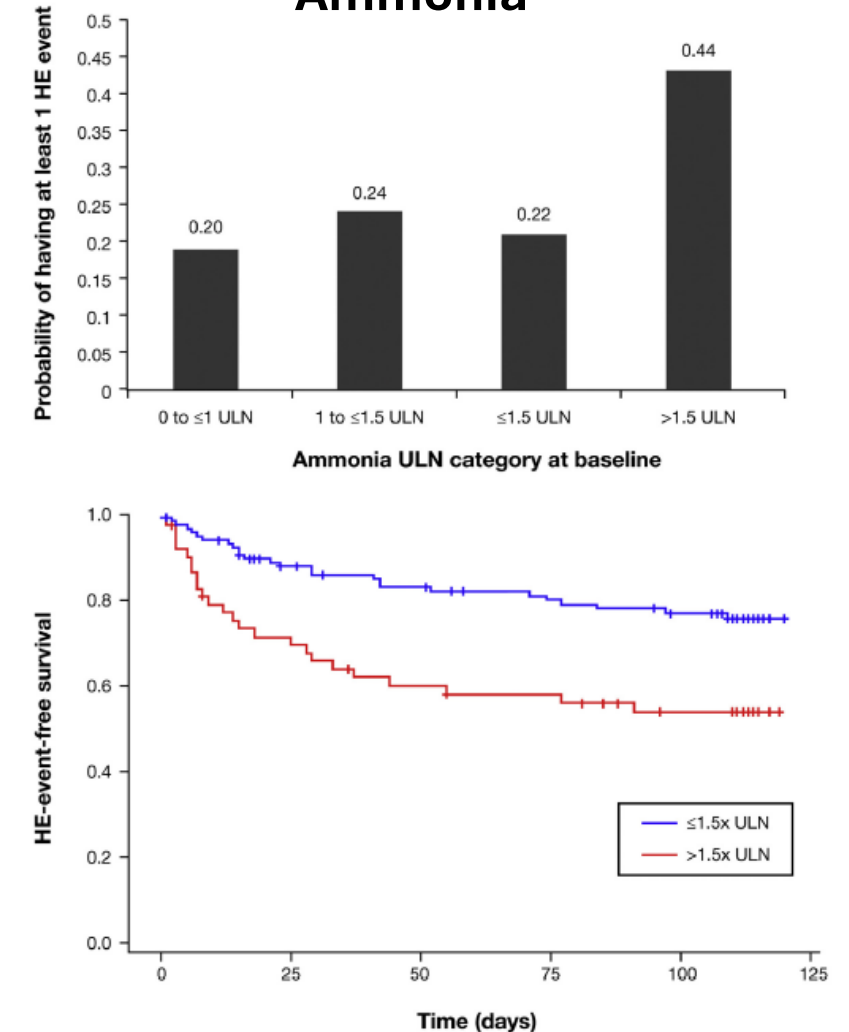 Ammonia
Probability of having at least 1 HE event
0.5
0.45
0.4
0.35
0.3
0.25
0.2
0.15
0.1
0.05
0
0.20
0.24
0.22
0.44
0 to ≤1 ULN
1 to ≤1.5 ULN
≤1.5 ULN
>1.5 ULN
Ammonia ULN category at baseline
HE-event-free survival
1.0
0.8
0.6
0.4
0.2
0.0
≤1.5x ULN
>1.5x ULN
0
25
50
75
100
125
Time (days)